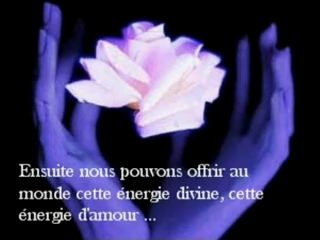 Ensuite nous pouvons offrir au
monde cette énergie divine, cette
énergie d'amour ...